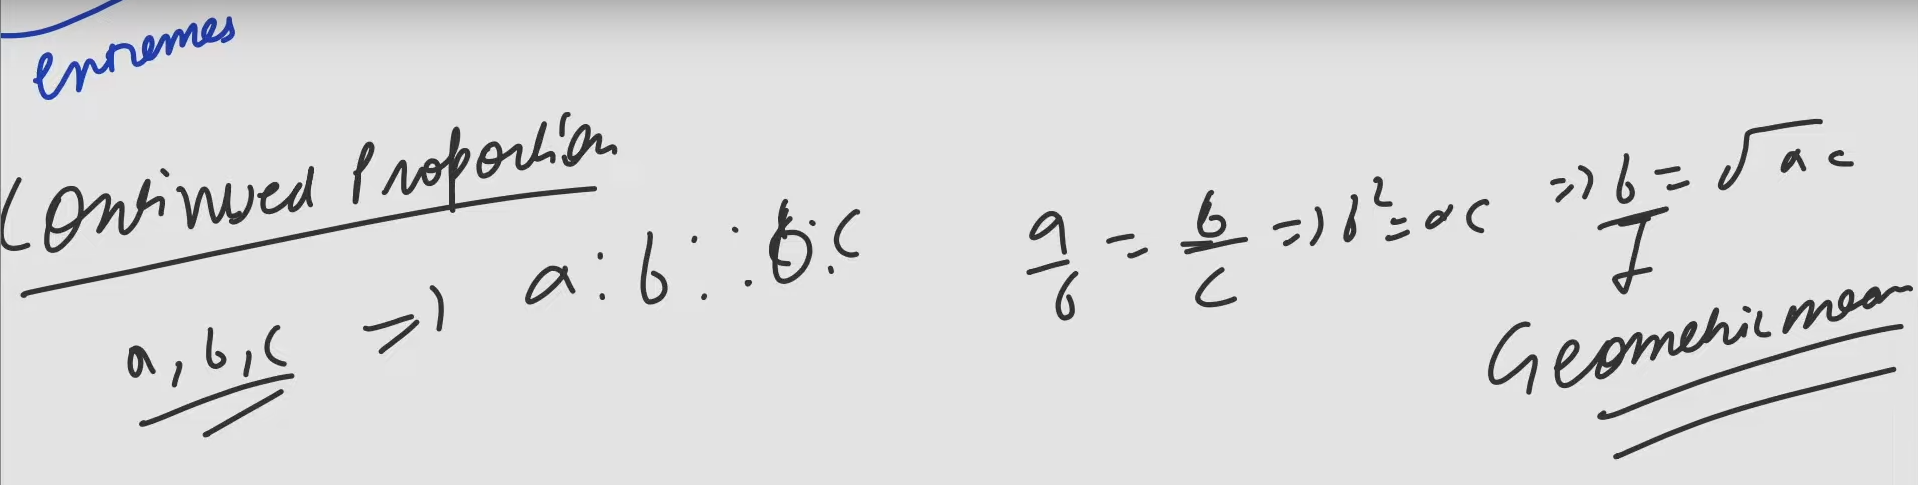 extremes
Continued Proportion
a, b, c => a : b :: b : c
a/b = b/c => b² = ac => b = √ac
Geometric mean